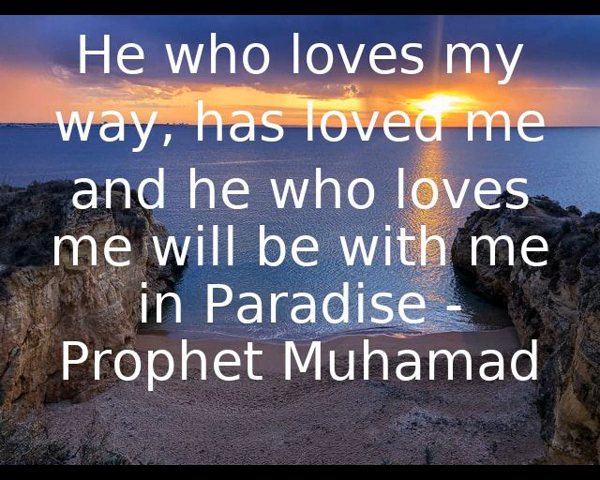 He who loves my
way, has loved me
and he who loves
me will be with me
in Paradise -
Prophet Muhamad